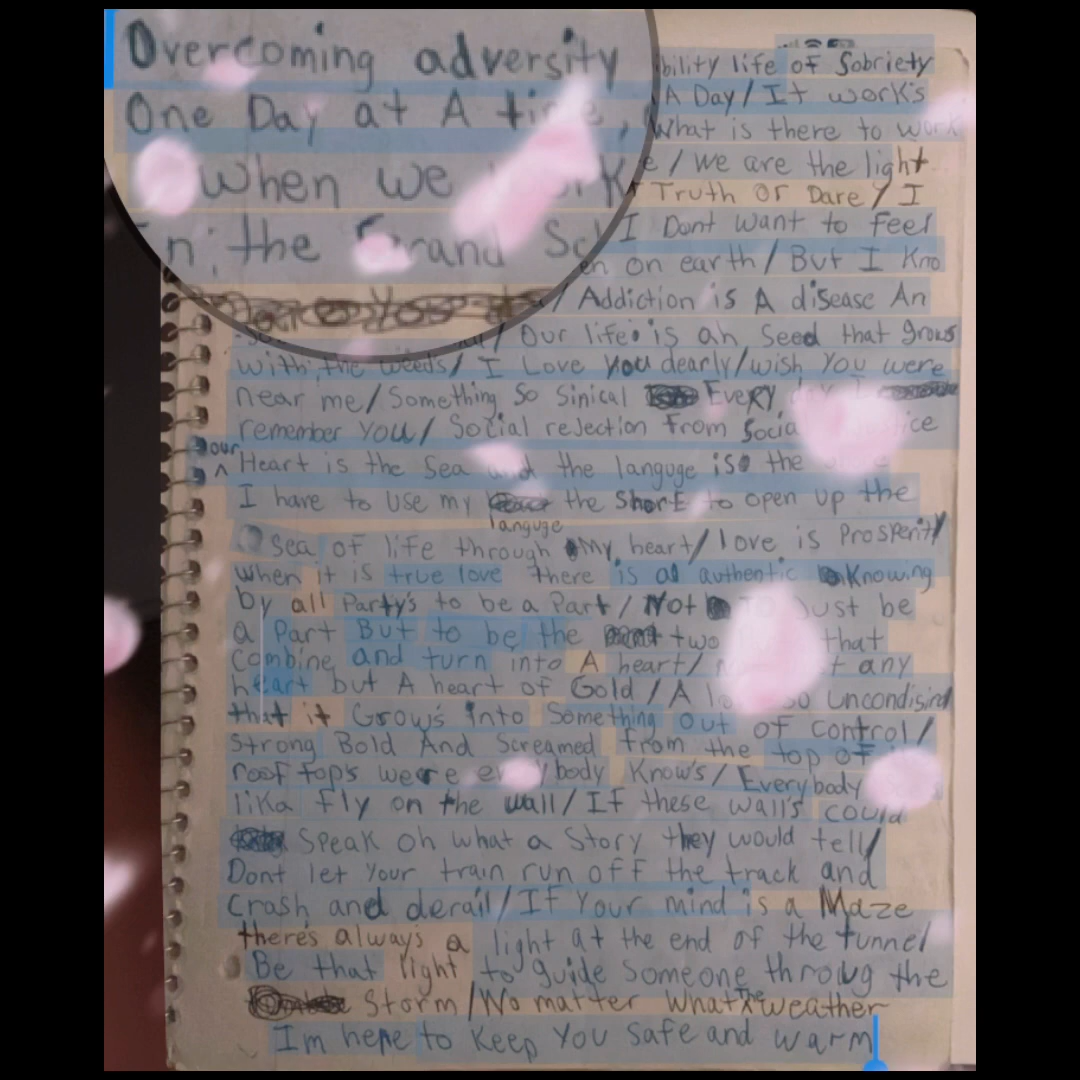 Overcoming adversity
One Day at A
when we
the Grand
bility life of Sobriety
A Day/It work's
What is there to work
e/we are the light
Truth or Dare/I
I Dont want to feel
on earth/But I Kno
/Addiction is A disease An
/Our life is an Seed that grows
with the weeds/I Love you dearly/wish You were
near me/Something So Sinical Every
remember You/Social rejection from
Your
^ Heart is the Sea and the languge is the
I have to use my the ShorE to open up the
languge
Sea of life through My heart/love is Prosperity
when it is true love there is a authentic Knowing
by all Party's to be a Part/Not Just be
a Part But to be the two that
combine and turn into A heart/ any
heart but A heart of Gold/A so uncondisind
that it Grow's into Something out of control/
Strong Bold And Screamed from the top of
roof top's were everybody Know's/Everybody
lika fly on the wall/If these wall's could
Speak oh what a Story they would tell/
Dont let Your train run off the track and
crash and derail/If Your mind is a Maze
there's always a light at the end of the tunnel
Be that light to guide someone throug the
Storm/No matter what The weather
Im here to keep You safe and warm